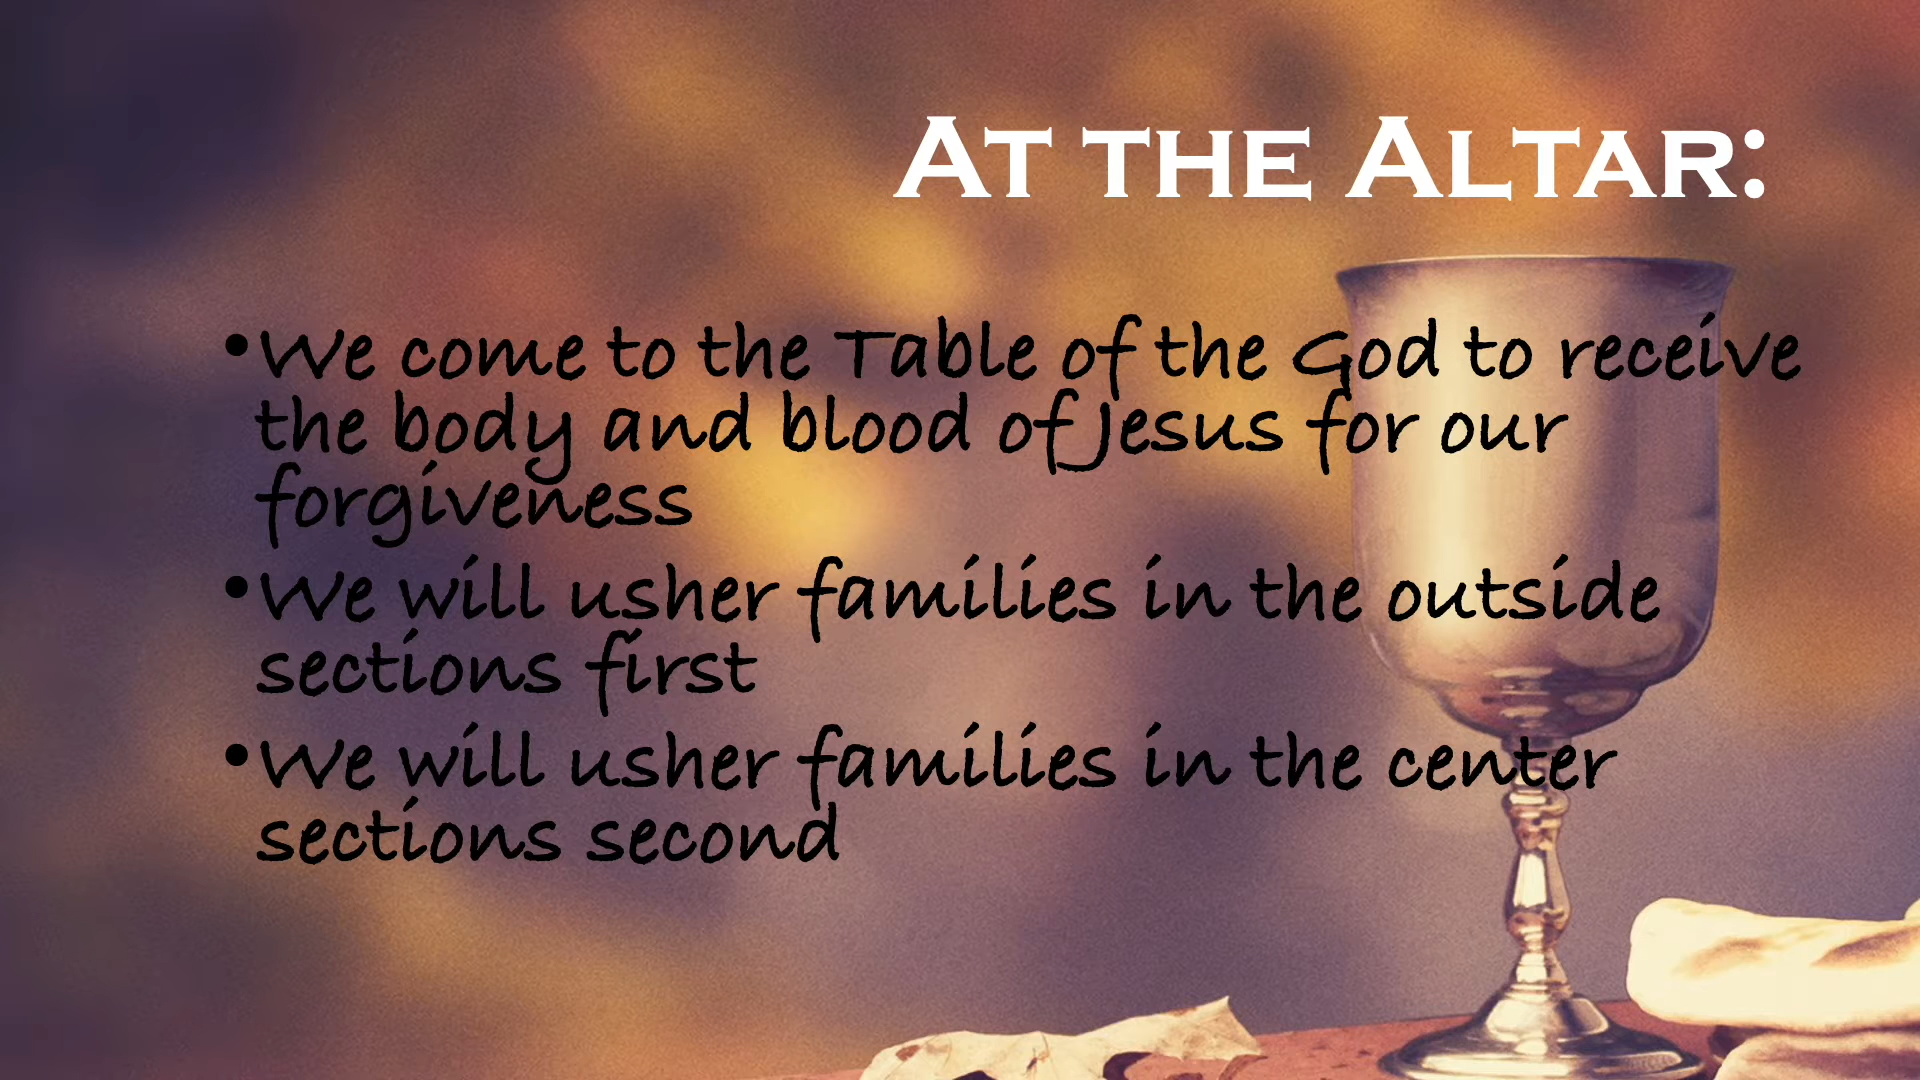 At the Altar:
•We come to the Table of the God to receive
the body and blood of Jesus for our
forgiveness
•We will usher families in the outside
sections first
•We will usher families in the center
sections second